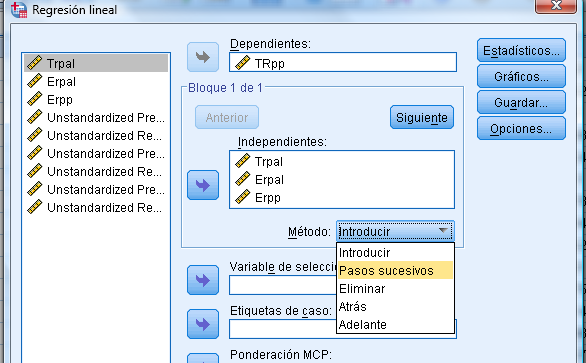 Regresión lineal
Trpal
Erpal
Erpp
Unstandardized Pre...
Unstandardized Re...
Unstandardized Pre...
Unstandardized Re...
Unstandardized Pre...
Unstandardized Re...
Dependientes:
TRpp
Bloque 1 de 1
Anterior
Siguiente
Independientes:
Trpal
Erpal
Erpp
Método:
Introducir
Introducir
Pasos sucesivos
Eliminar
Atrás
Adelante
Variable de selecci
Etiquetas de caso:
Ponderación MCP:
Estadísticos...
Gráficos...
Guardar...
Opciones...